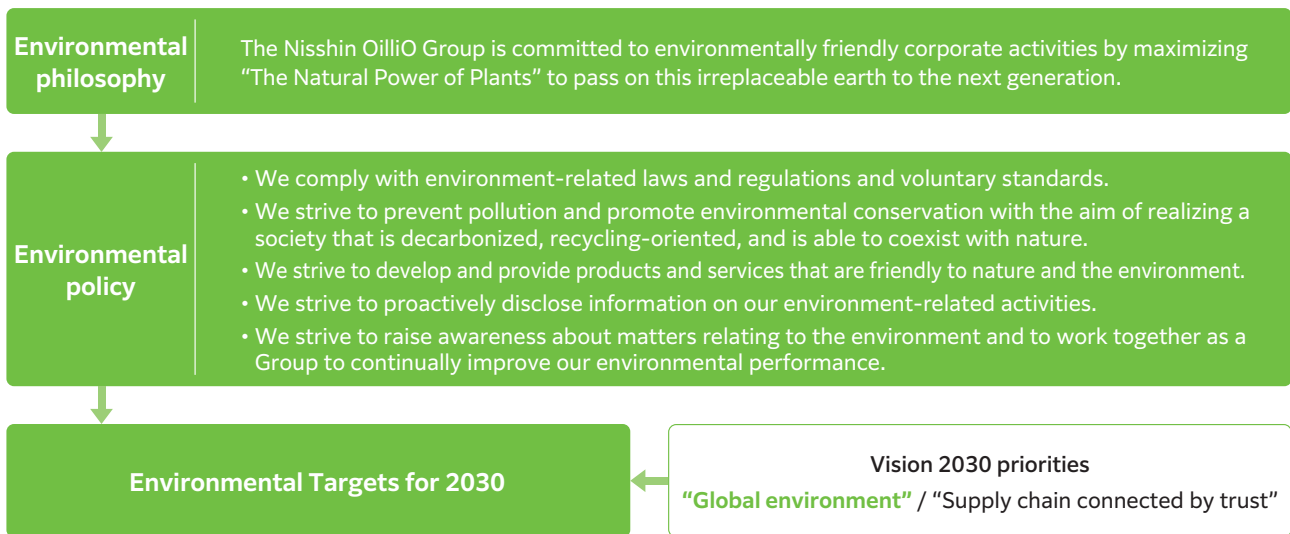 Environmental
philosophy
The Nisshin OilliO Group is committed to environmentally friendly corporate activities by maximizing
“The Natural Power of Plants” to pass on this irreplaceable earth to the next generation.
Environmental
policy
• We comply with environment-related laws and regulations and voluntary standards.
• We strive to prevent pollution and promote environmental conservation with the aim of realizing a
society that is decarbonized, recycling-oriented, and is able to coexist with nature.
• We strive to develop and provide products and services that are friendly to nature and the environment.
• We strive to proactively disclose information on our environment-related activities.
• We strive to raise awareness about matters relating to the environment and to work together as a
Group to continually improve our environmental performance.
Environmental Targets for 2030
Vision 2030 priorities
“Global environment” / “Supply chain connected by trust”